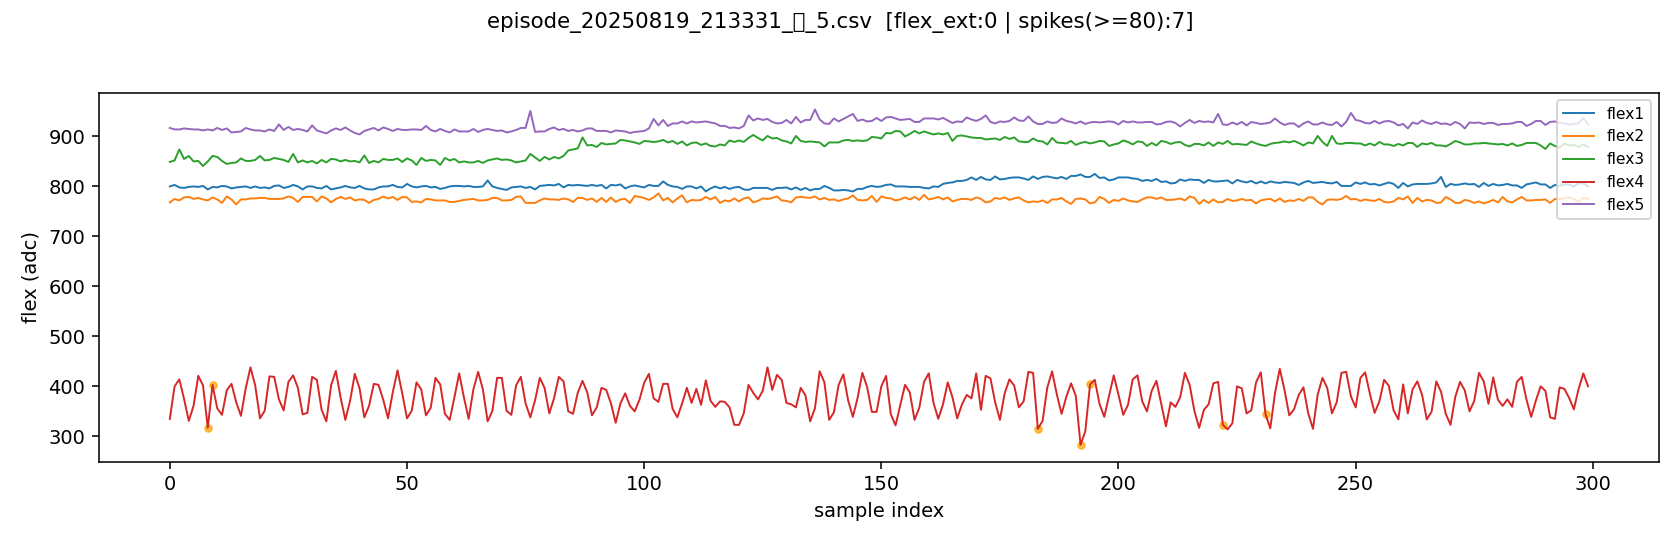 episode_20250819_213331_▯_5.csv [flex_ext:0 | spikes(>=80):7]
flex (adc)
900
800
700
600
500
400
300
0
50
100
150
200
250
300
sample index
flex1
flex2
flex3
flex4
flex5